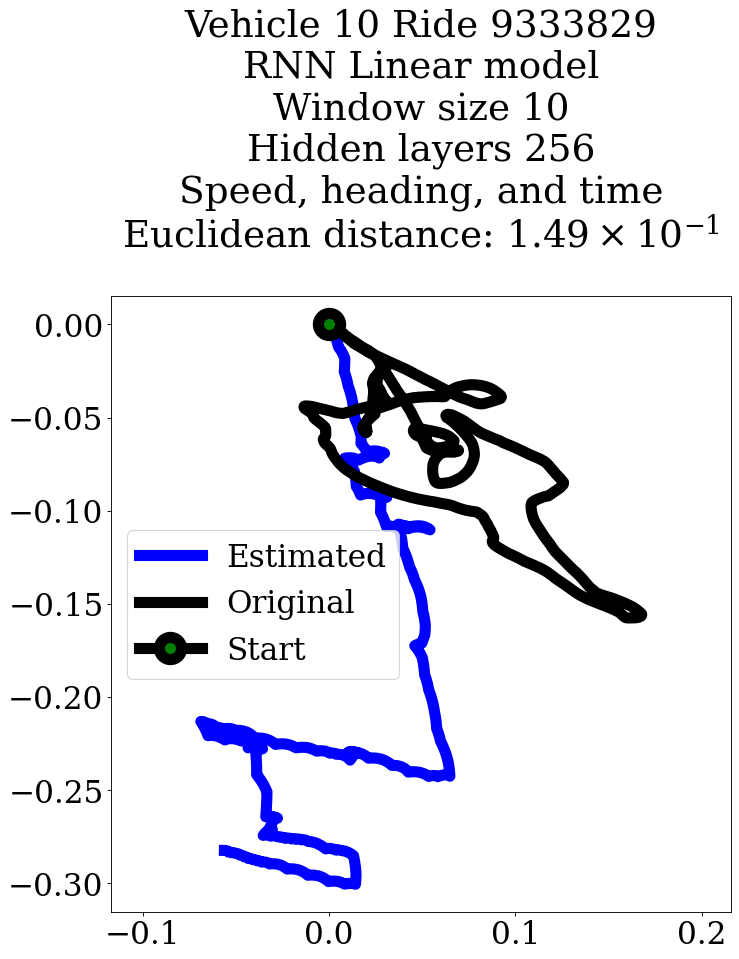 Vehicle 10 Ride 9333829
RNN Linear model
Window size 10
Hidden layers 256
Speed, heading, and time
Euclidean distance: 1.49 × 10⁻¹
0.00
−0.05
−0.10
−0.15
−0.20
−0.25
−0.30
Estimated
Original
Start
−0.1
0.0
0.1
0.2